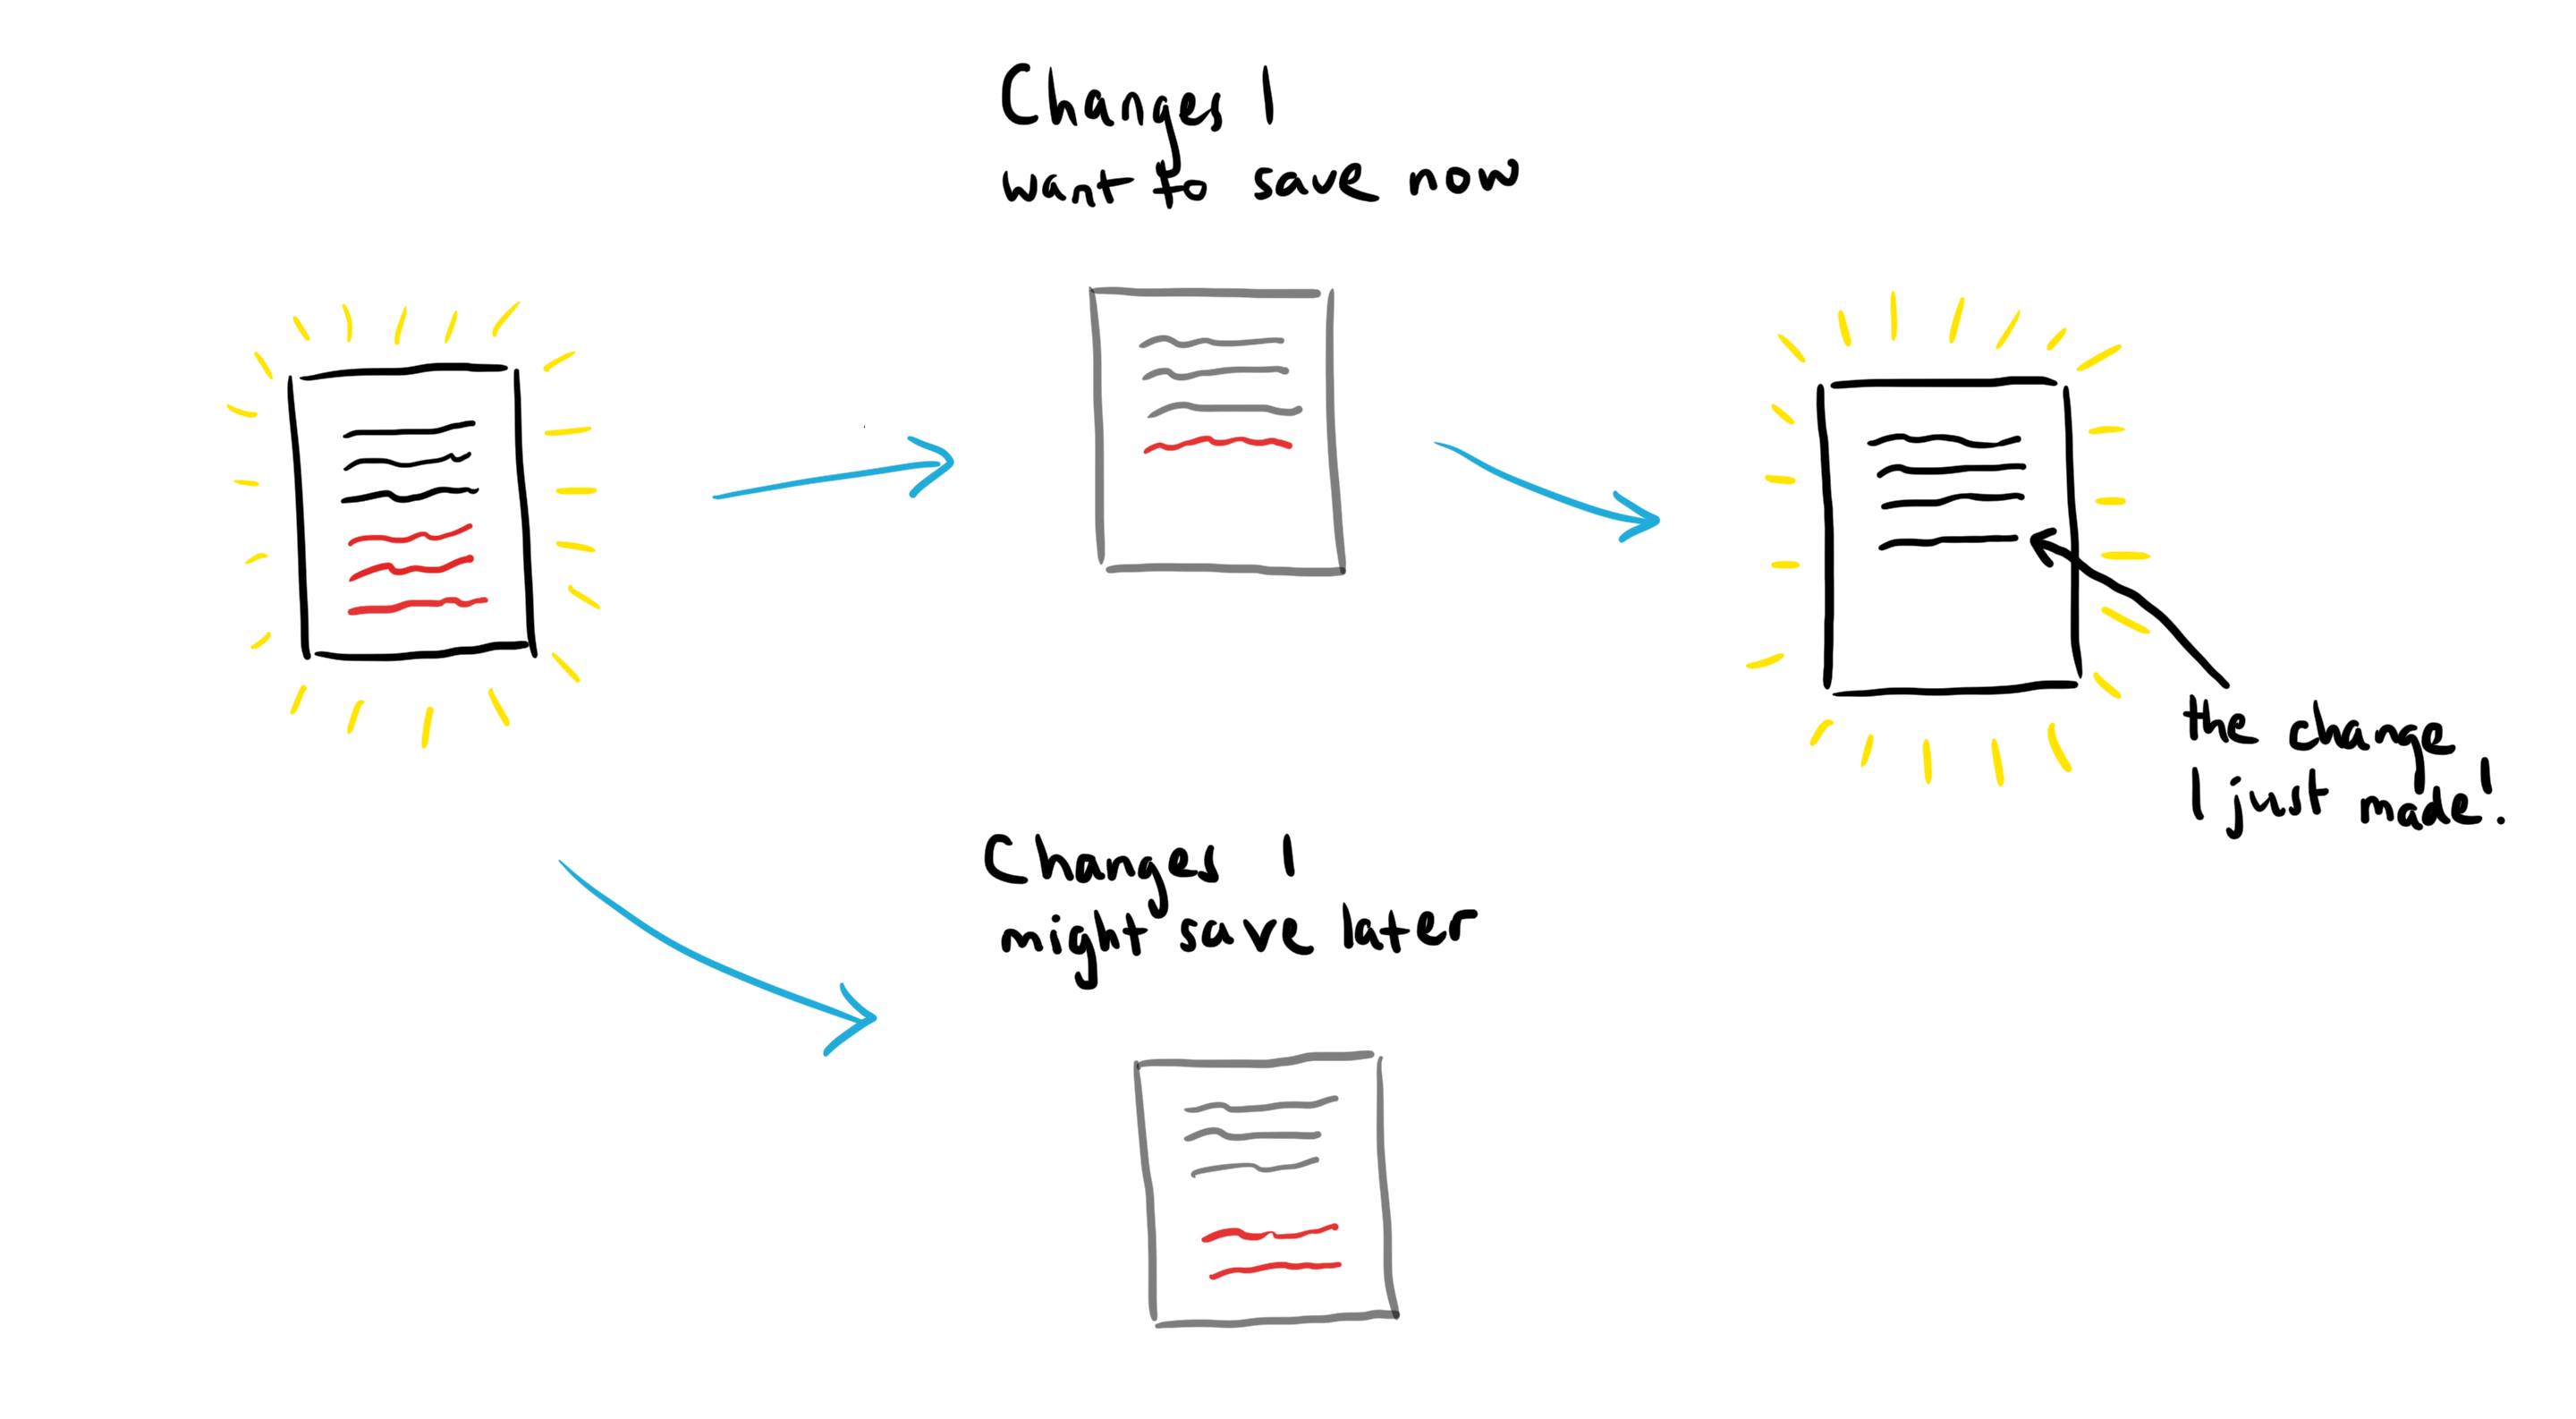 Changes I
want to save now
the change
I just made!
Changes I
might save later